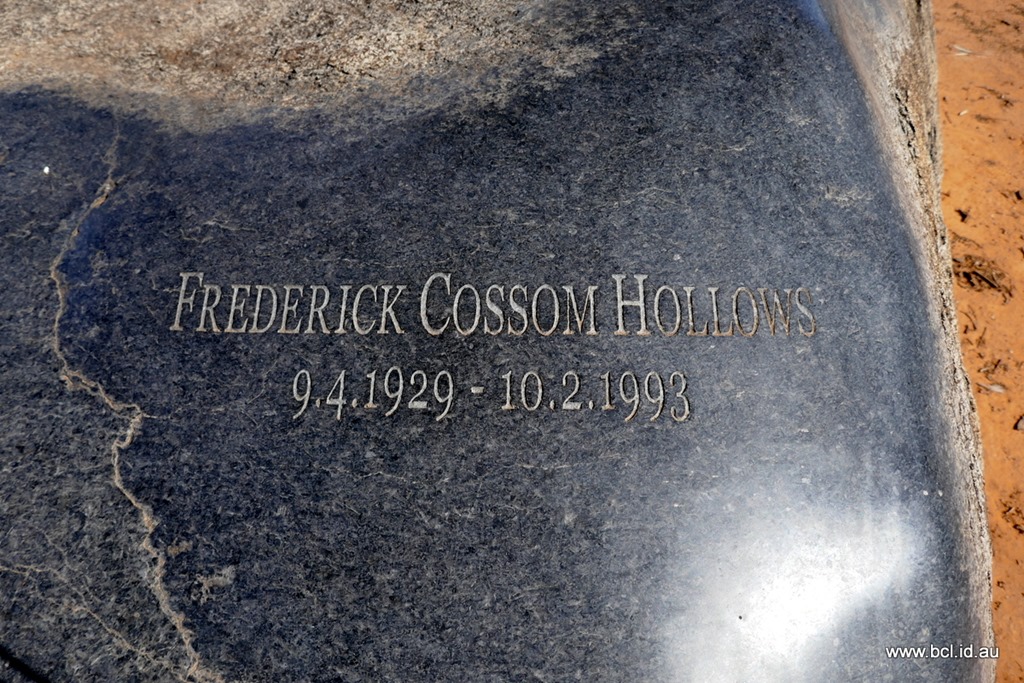 FREDERICK COSSOM HOLLOWS
9.4.1929 - 10.2.1993
www.bcl.id.au